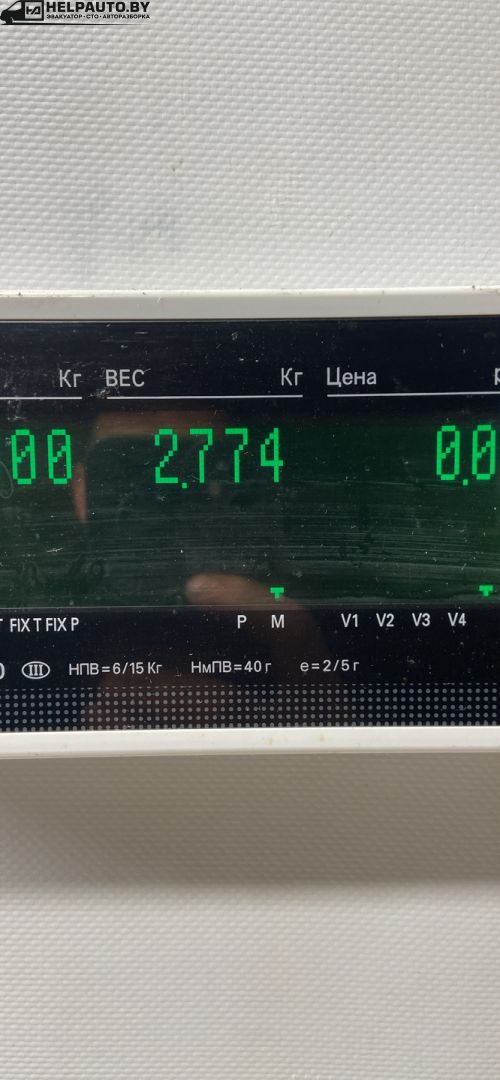 HELPAUTO.BY
ЭВАКУАТОР • СТО • АВТОРАЗБОРКА
Кг ВЕС Кг Цена
00 2.774 0.0
FIX T FIX P P M V1 V2 V3 V4
III НПВ=6/15 Кг НмПВ=40 г e=2/5 г